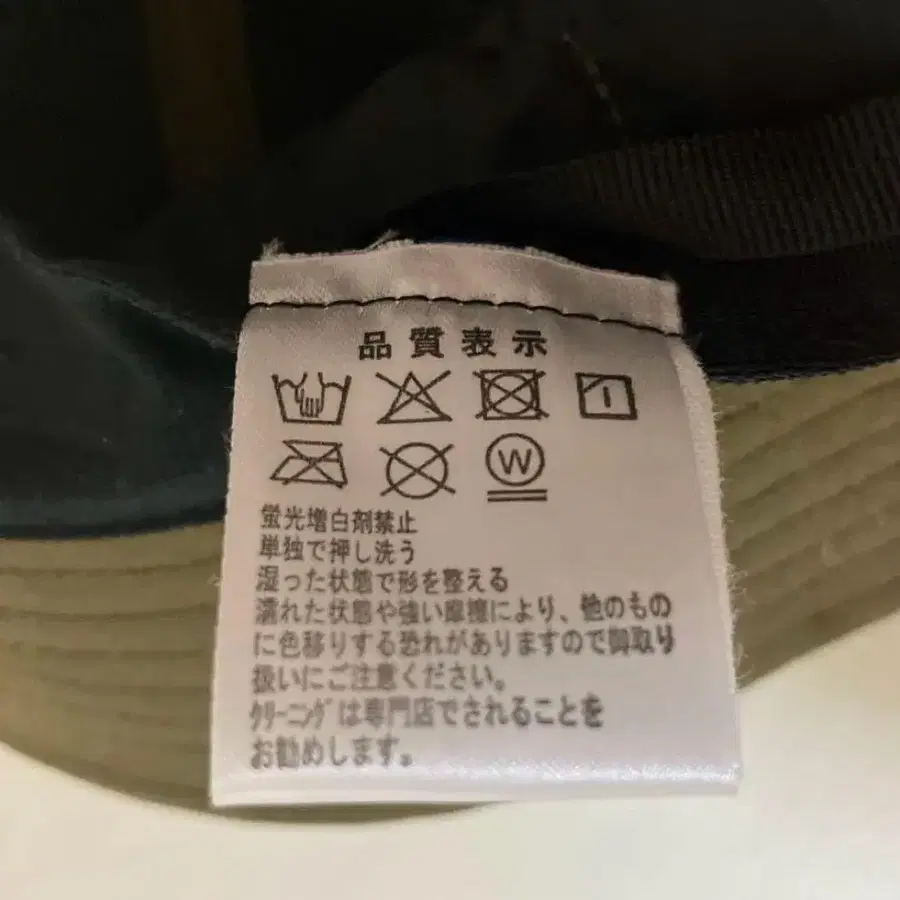 品質表示
W
蛍光増白剤禁止
単独で押し洗う
湿った状態で形を整える
濡れた状態や強い摩擦により、他のもの
に色移りする恐れがありますので御取り
扱いにご注意ください。
クリーニングは専門店でされることを
お勧めします。